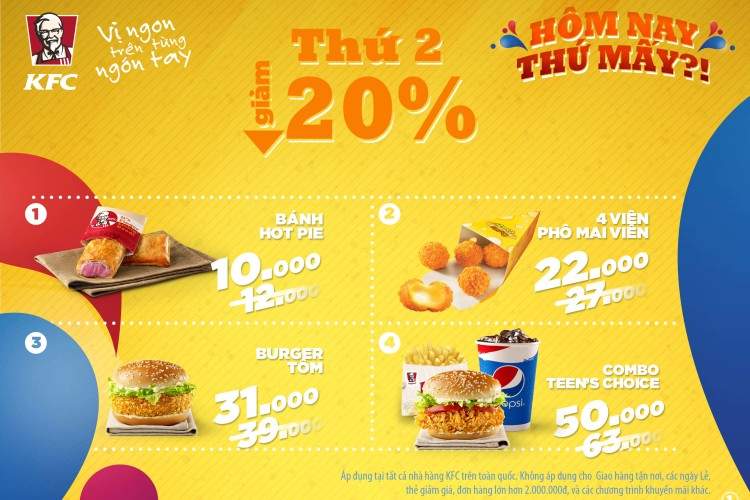 KFC
Vị ngon
trên từng
ngón tay
Thứ 2
giảm
20%
HÔM NAY
THỨ MẤY?!
1
BÁNH
HOT PIE
10.000
12.000
2
4 VIÊN
PHÔ MAI VIÊN
22.000
27.000
3
BURGER
TÔM
31.000
39.000
4
COMBO
TEEN'S CHOICE
50.000
63.000
pepsi
Áp dụng tại tất cả nhà hàng KFC trên toàn quốc. Không áp dụng cho Giao hàng tận nơi, các ngày Lễ,
thẻ giảm giá, đơn hàng lớn hơn 2.000.000đ, và các chương trình khuyến mãi khác.